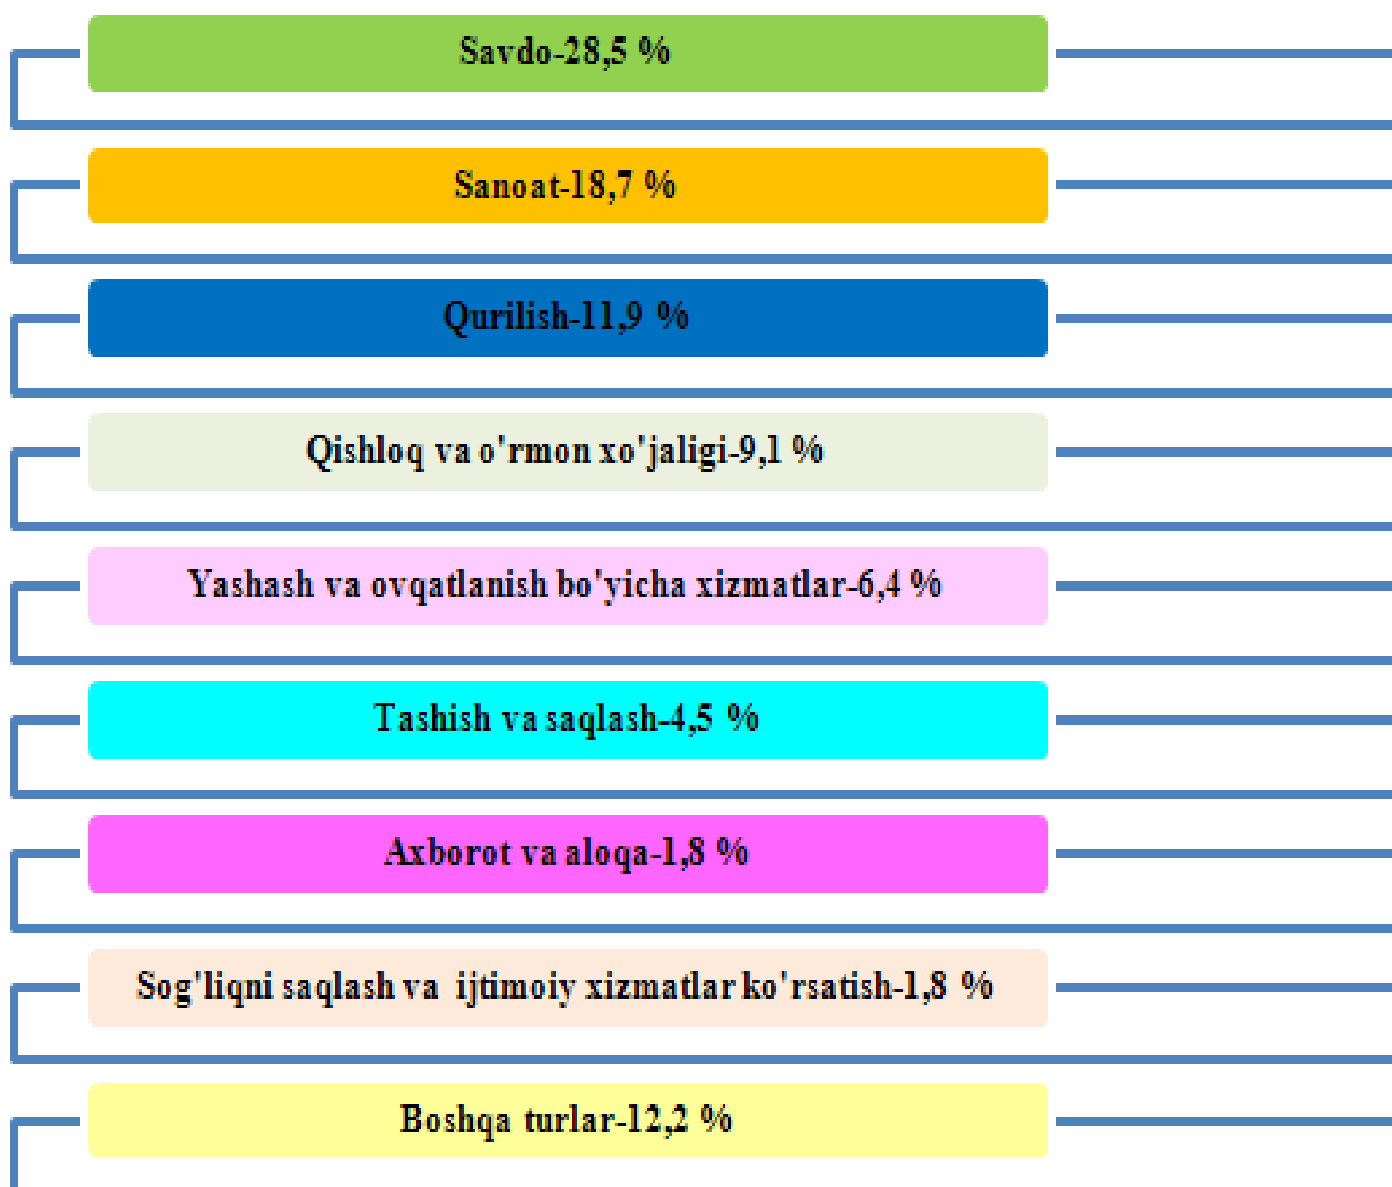 Savdo-28,5 %
Sanoat-18,7 %
Qurilish-11,9 %
Qishloq va o'rmon xo'jaligi-9,1 %
Yashash va ovqatlanish bo'yicha xizmatlar-6,4 %
Tashish va saqlash-4,5 %
Axborot va aloqa-1,8 %
Sog'liqni saqlash va ijtimoiy xizmatlar ko'rsatish-1,8 %
Boshqa turlar-12,2 %